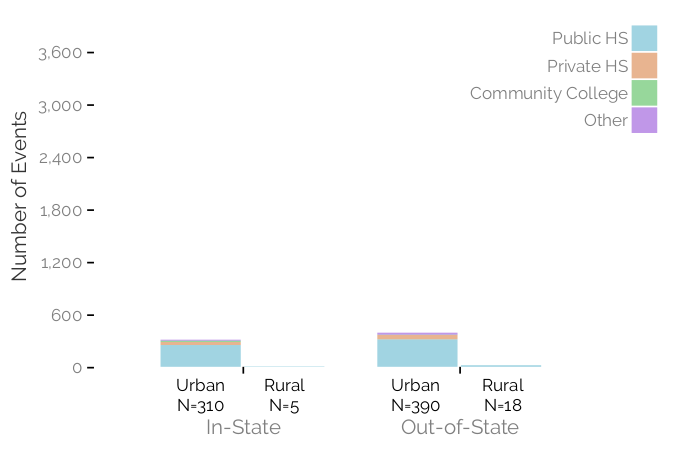 Public HS
Private HS
Community College
Other
Number of Events
3,600
3,000
2,400
1,800
1,200
600
0
Urban
N=310
Rural
N=5
Urban
N=390
Rural
N=18
In-State
Out-of-State